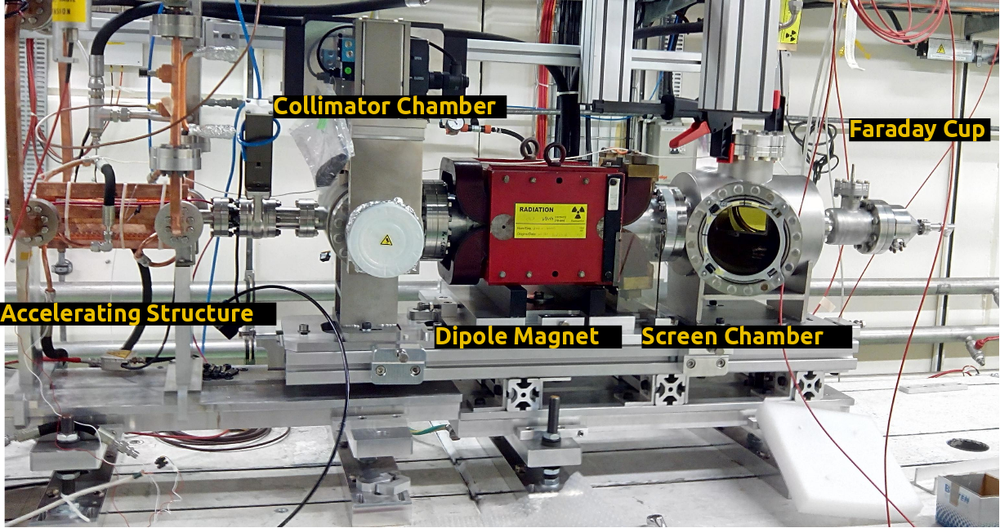 Collimator Chamber
Faraday Cup
RADIATION
Accelerating Structure
Dipole Magnet
Screen Chamber